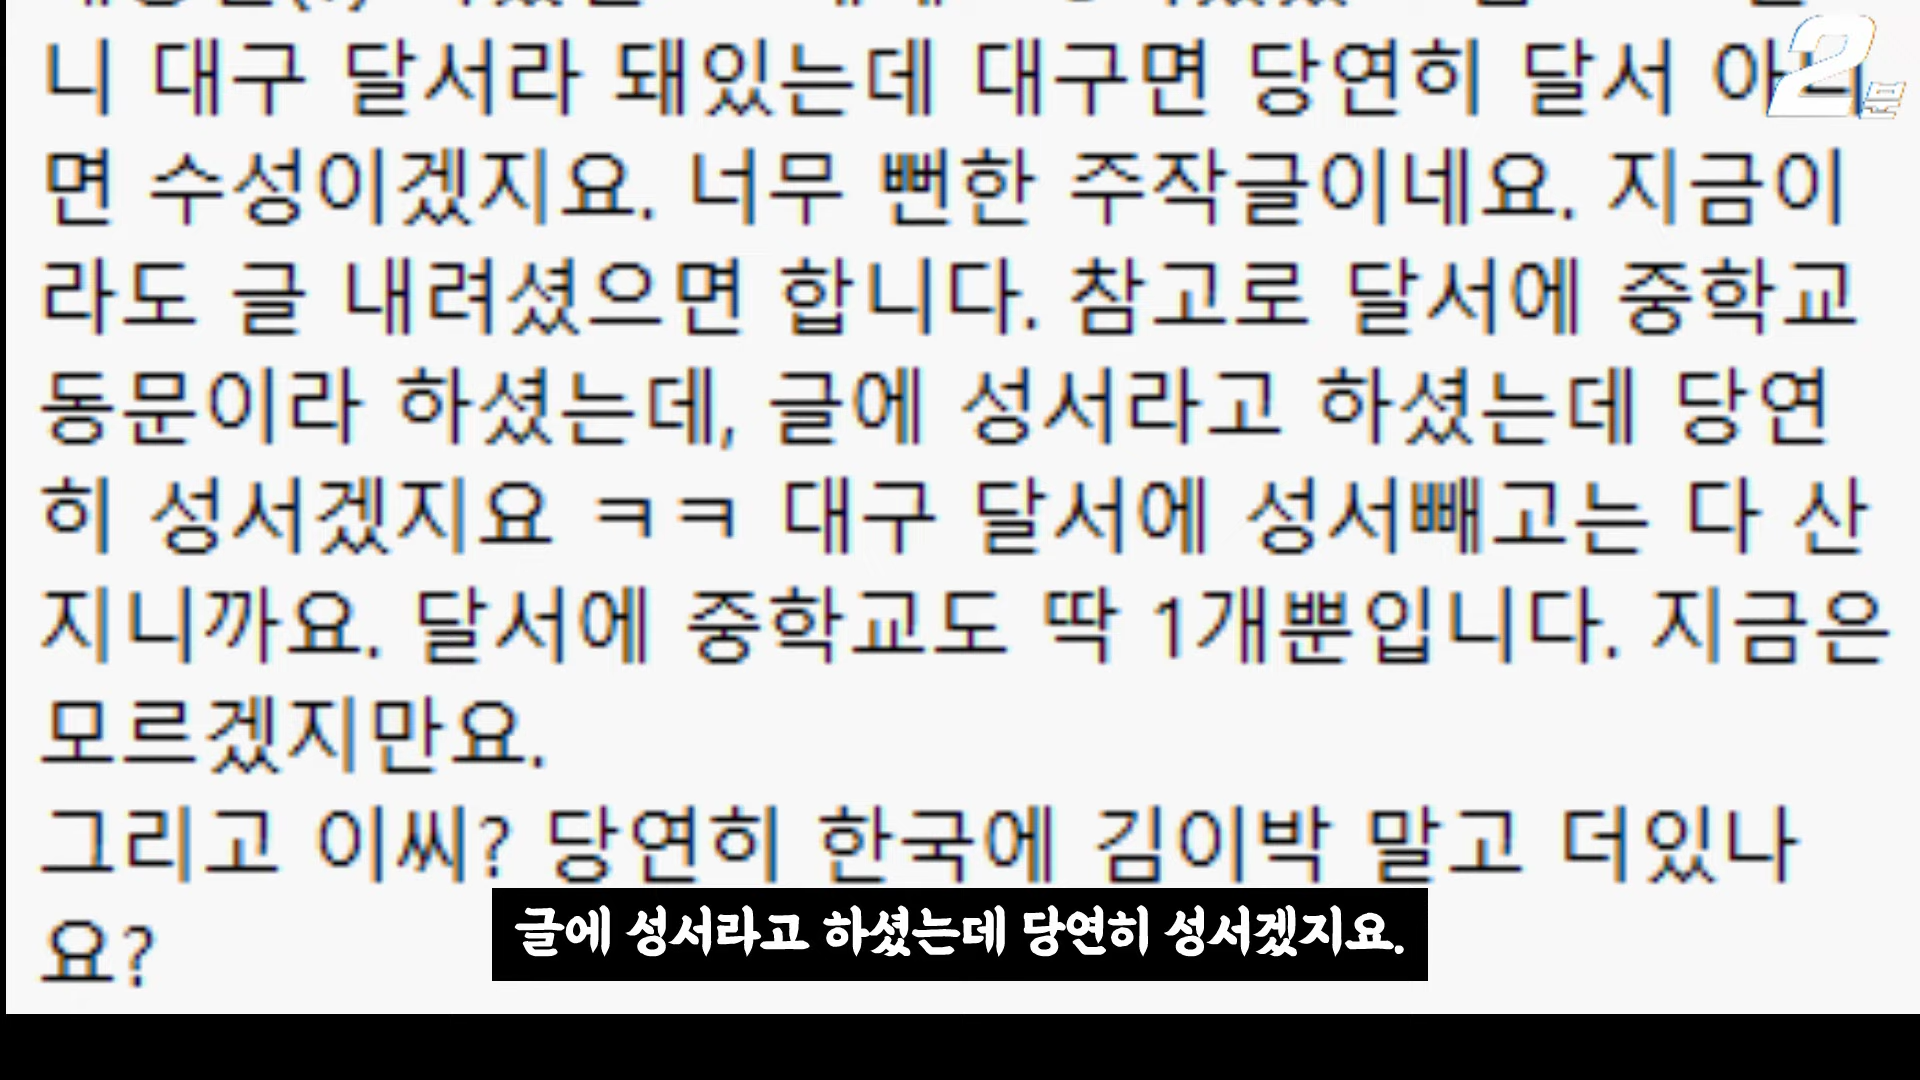 니 대구 달서라 돼있는데 대구면 당연히 달서 아니
면 수성이겠지요. 너무 뻔한 주작글이네요. 지금이
라도 글 내려셨으면 합니다. 참고로 달서에 중학교
동문이라 하셨는데, 글에 성서라고 하셨는데 당연
히 성서겠지요 ㅋㅋ 대구 달서에 성서빼고는 다 산
지니까요. 달서에 중학교도 딱 1개뿐입니다. 지금은
모르겠지만요.
그리고 이씨? 당연히 한국에 김이박 말고 더있나
요?
글에 성서라고 하셨는데 당연히 성서겠지요.
2분